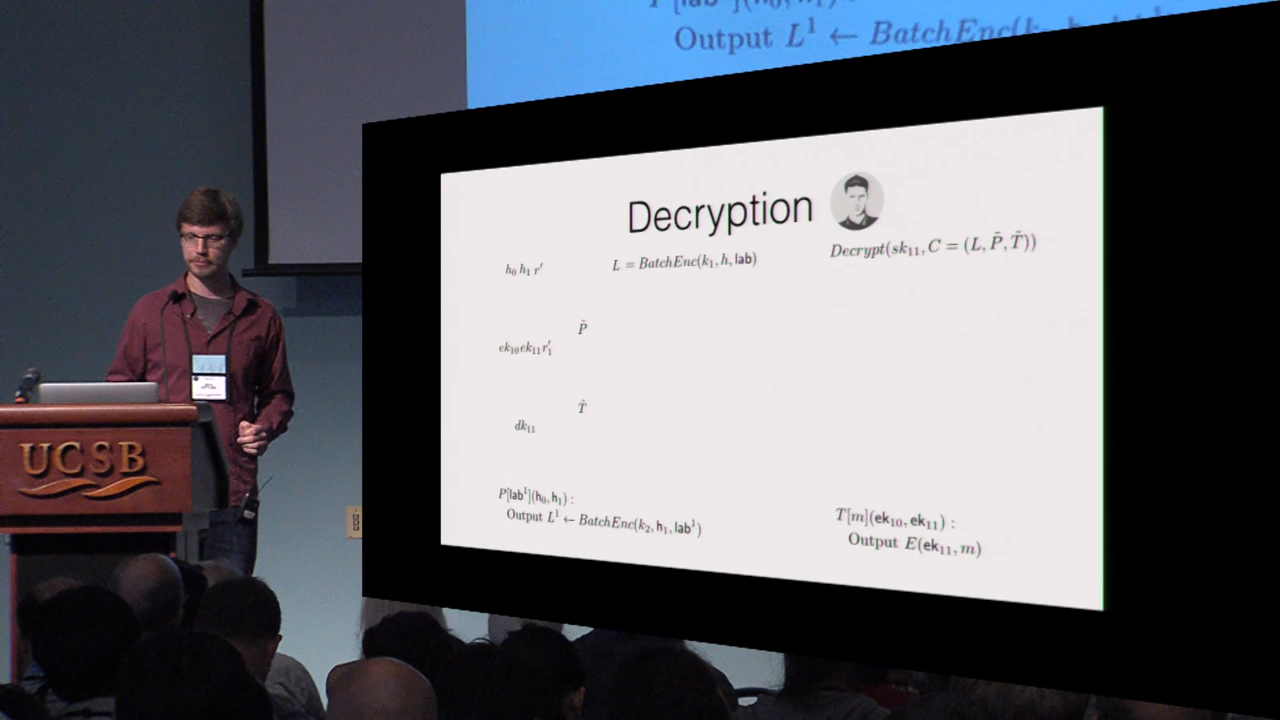 Output L¹ ← BatchEnc(k
Decryption
Decrypt(sk₁₁, C = (L, P̃, T̃))
h₀ h₁ r′
L = BatchEnc(k₁, h, lab)
P̃
ek₁₀ek₁₁r′₁
T̃
dk₁₁
P[lab¹](h₀, h₁) :
Output L¹ ← BatchEnc(k₂, h₁, lab¹)
T[m](ek₁₀, ek₁₁) :
Output E(ek₁₁, m)
UCSB